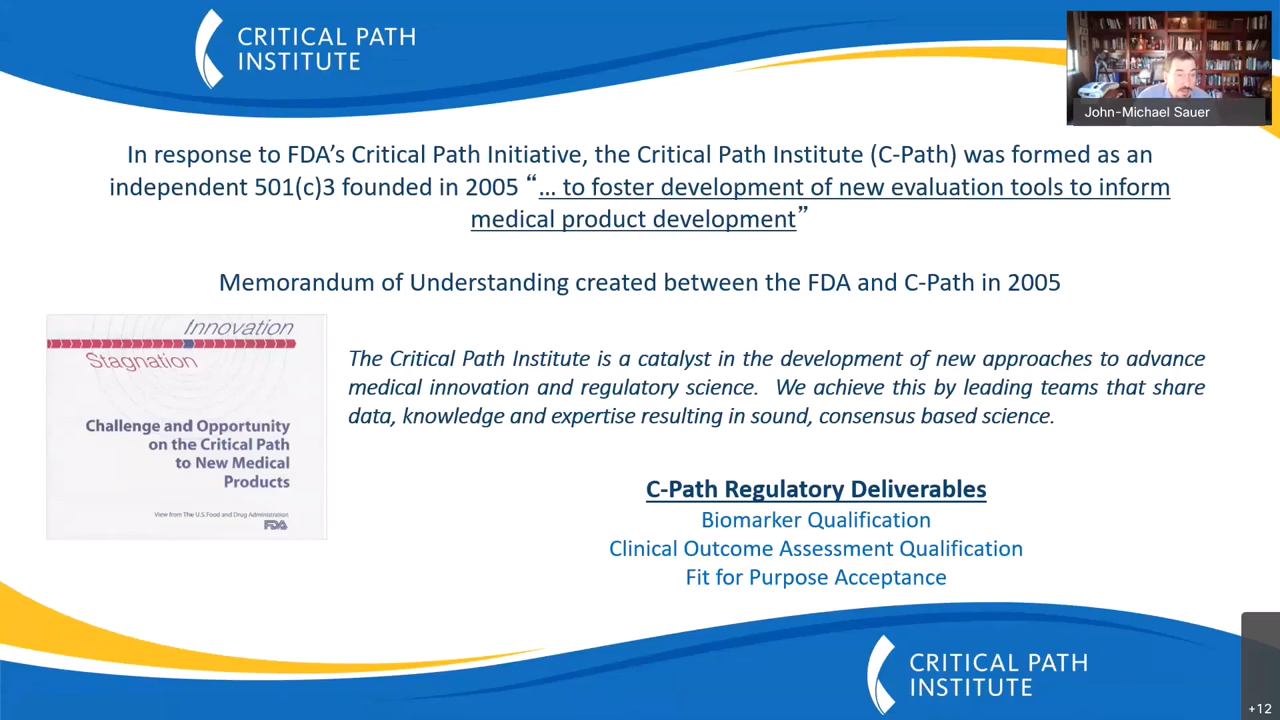 CRITICAL PATH
INSTITUTE
John-Michael Sauer
In response to FDA’s Critical Path Initiative, the Critical Path Institute (C-Path) was formed as an
independent 501(c)3 founded in 2005 “… to foster development of new evaluation tools to inform
medical product development”
Memorandum of Understanding created between the FDA and C-Path in 2005
Innovation
Stagnation
Challenge and Opportunity
on the Critical Path
to New Medical
Products
View from The U.S. Food and Drug Administration
FDA
The Critical Path Institute is a catalyst in the development of new approaches to advance
medical innovation and regulatory science. We achieve this by leading teams that share
data, knowledge and expertise resulting in sound, consensus based science.
C-Path Regulatory Deliverables
Biomarker Qualification
Clinical Outcome Assessment Qualification
Fit for Purpose Acceptance
CRITICAL PATH
INSTITUTE
+12